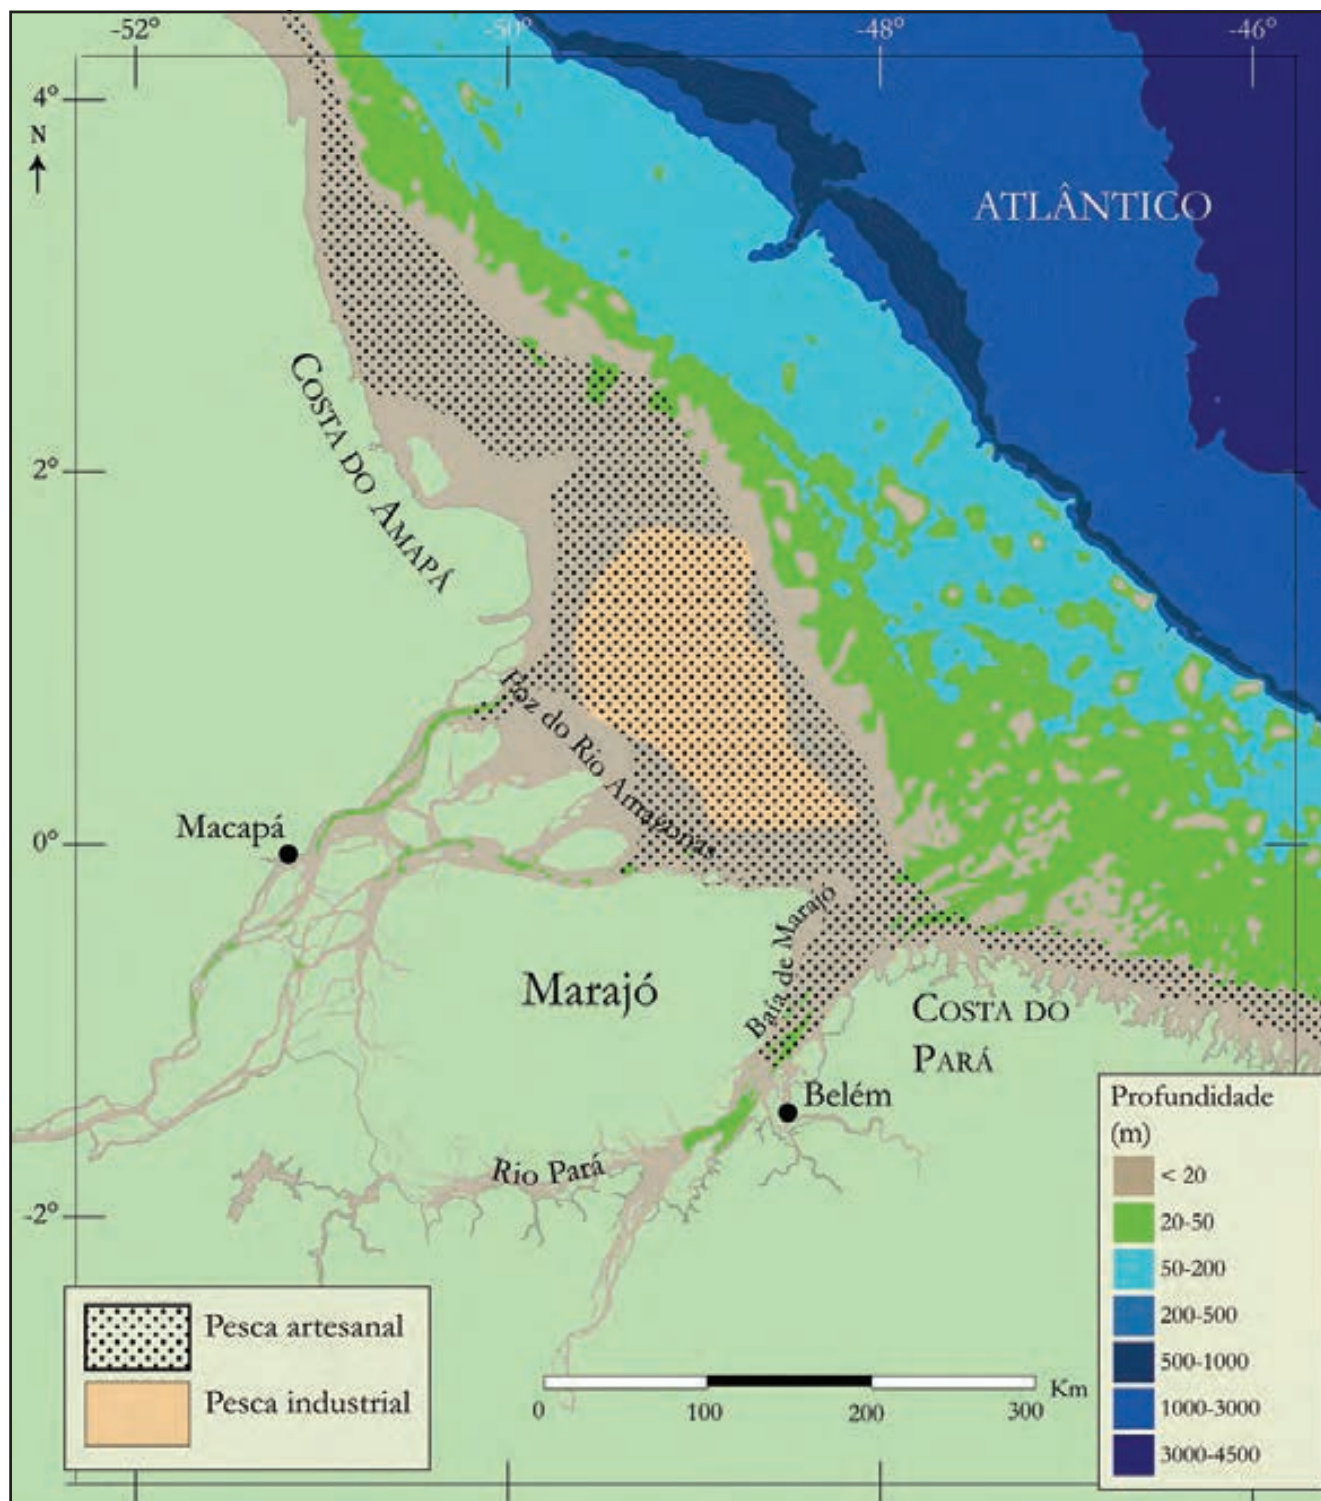 -52°
-50°
-48°
-46°
4°
N
ATLÂNTICO
COSTA DO AMAPÁ
2°
Foz do Rio Amazonas
Macapá
0°
Baía de Marajó
Marajó
COSTA DO
PARÁ
Belém
Rio Pará
-2°
Profundidade
(m)
< 20
20-50
50-200
200-500
500-1000
1000-3000
3000-4500
Pesca artesanal
Pesca industrial
0
100
200
300
Km